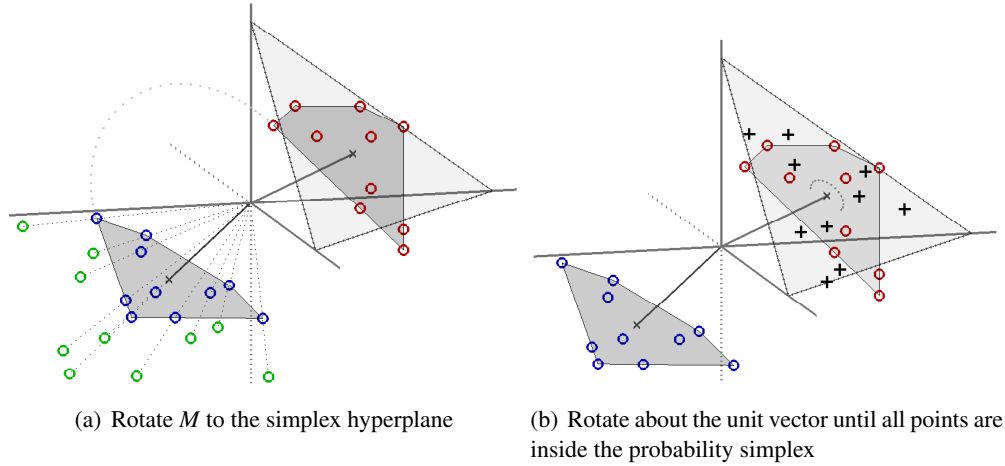 (a) Rotate M to the simplex hyperplane
(b) Rotate about the unit vector until all points are
inside the probability simplex